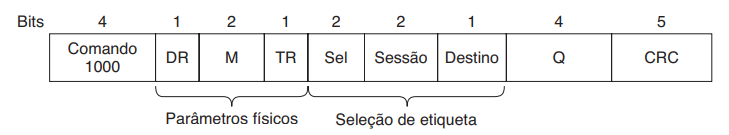 Bits 4 1 2 1 2 2 1 4 5
Comando DR M TR Sel Sessão Destino Q CRC
1000
Parâmetros físicos Seleção de etiqueta